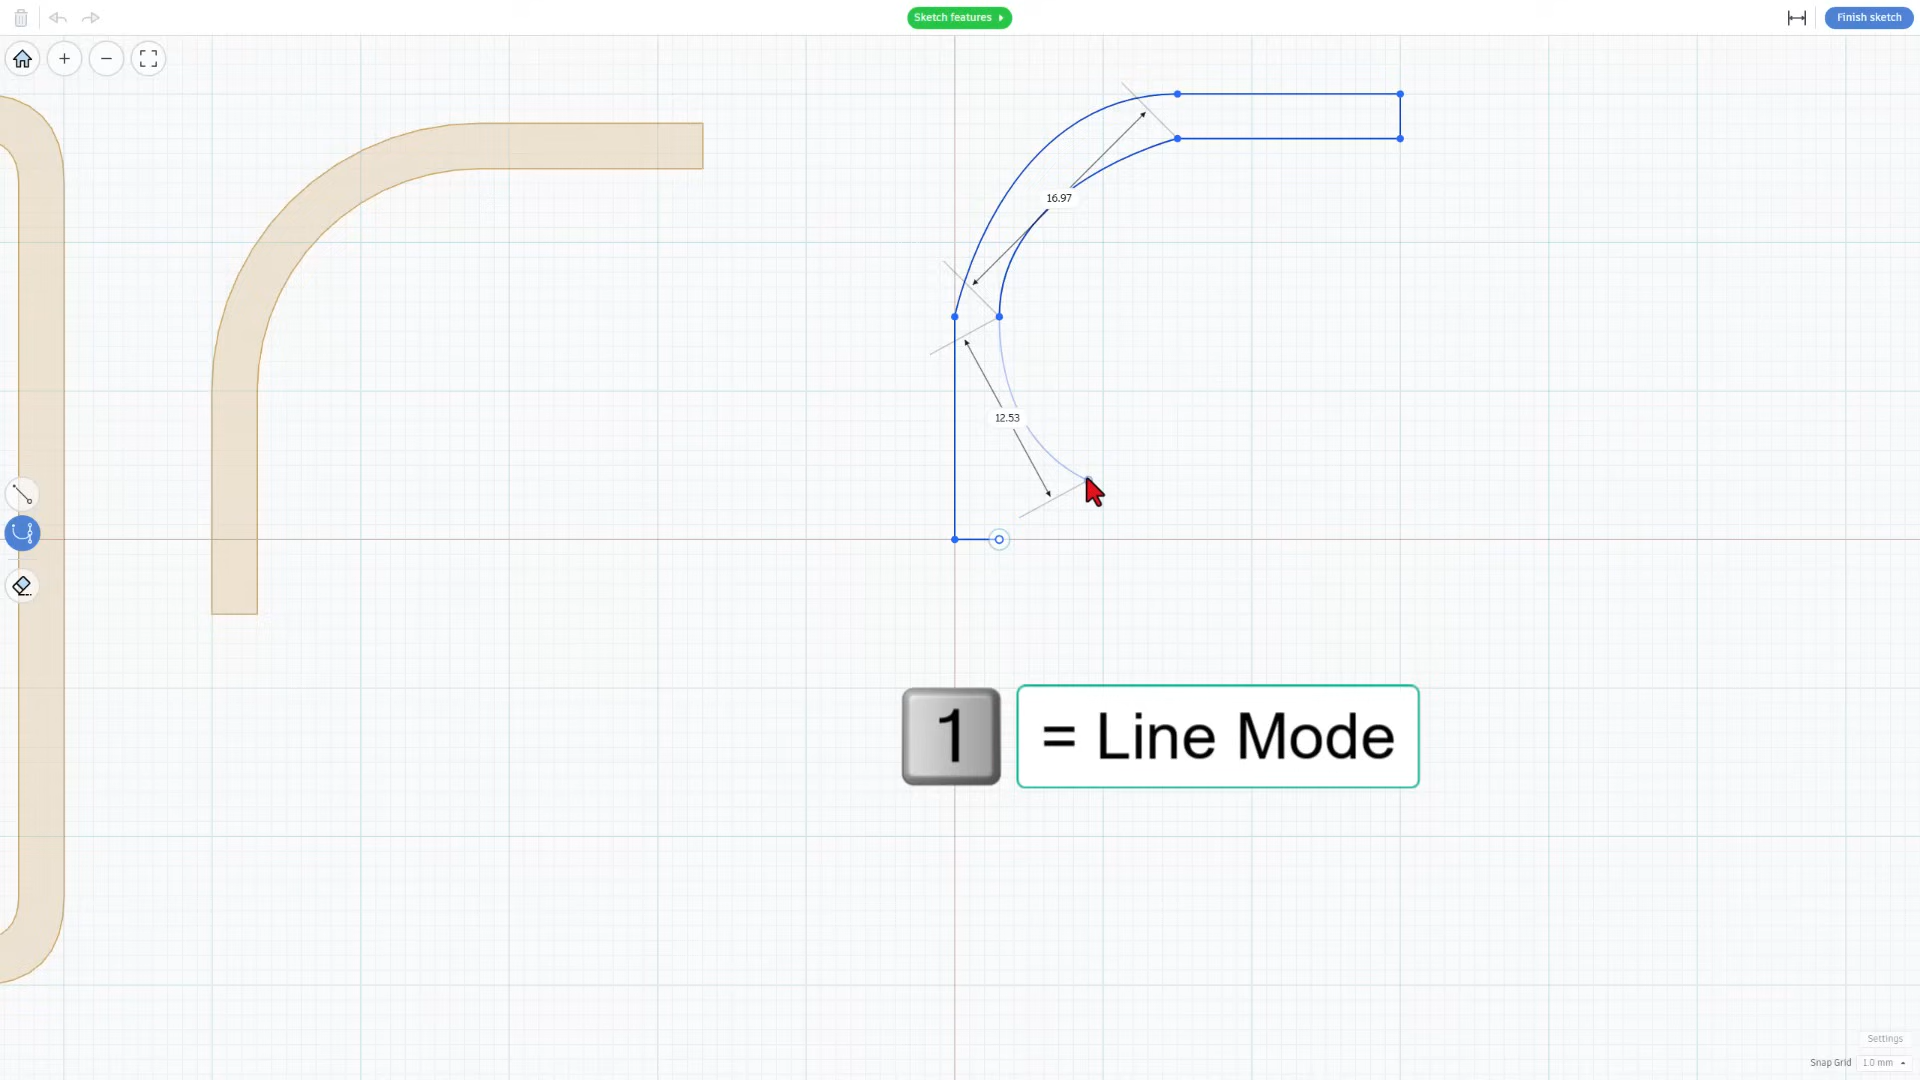 Sketch features
Finish sketch
16.97
12.53
1 = Line Mode
Settings
Snap Grid 1.0 mm